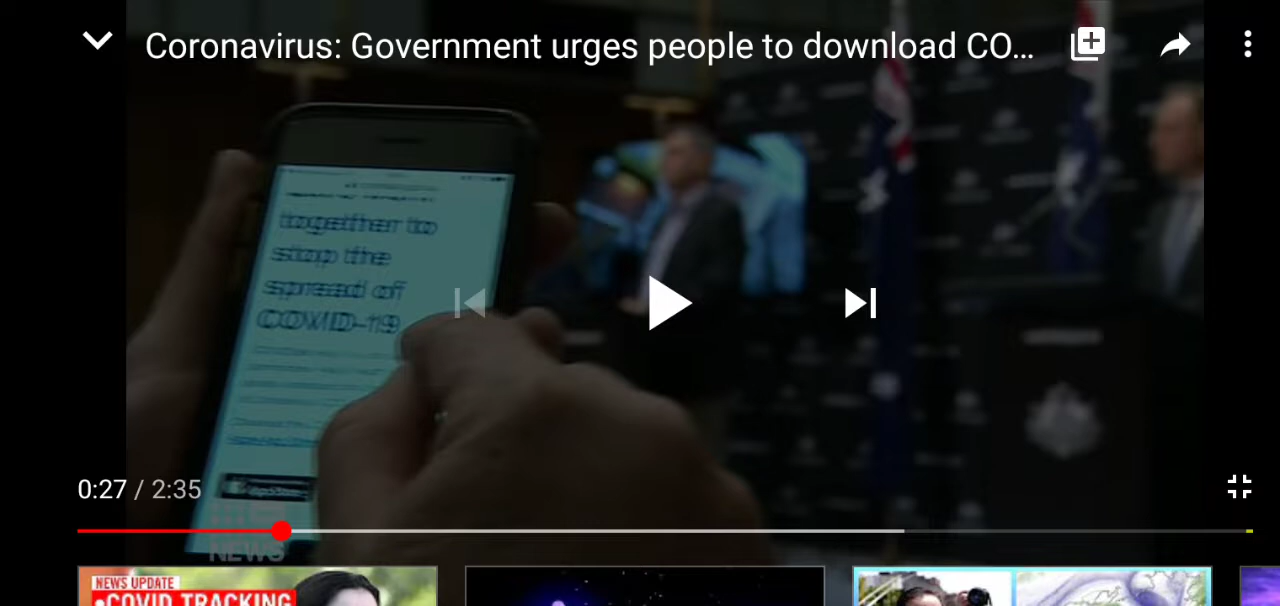 Coronavirus: Government urges people to download CO...
together to
stop the
spread of
COVID-19
0:27 / 2:35
NEWS
NEWS UPDATE
•COVID TRACKING